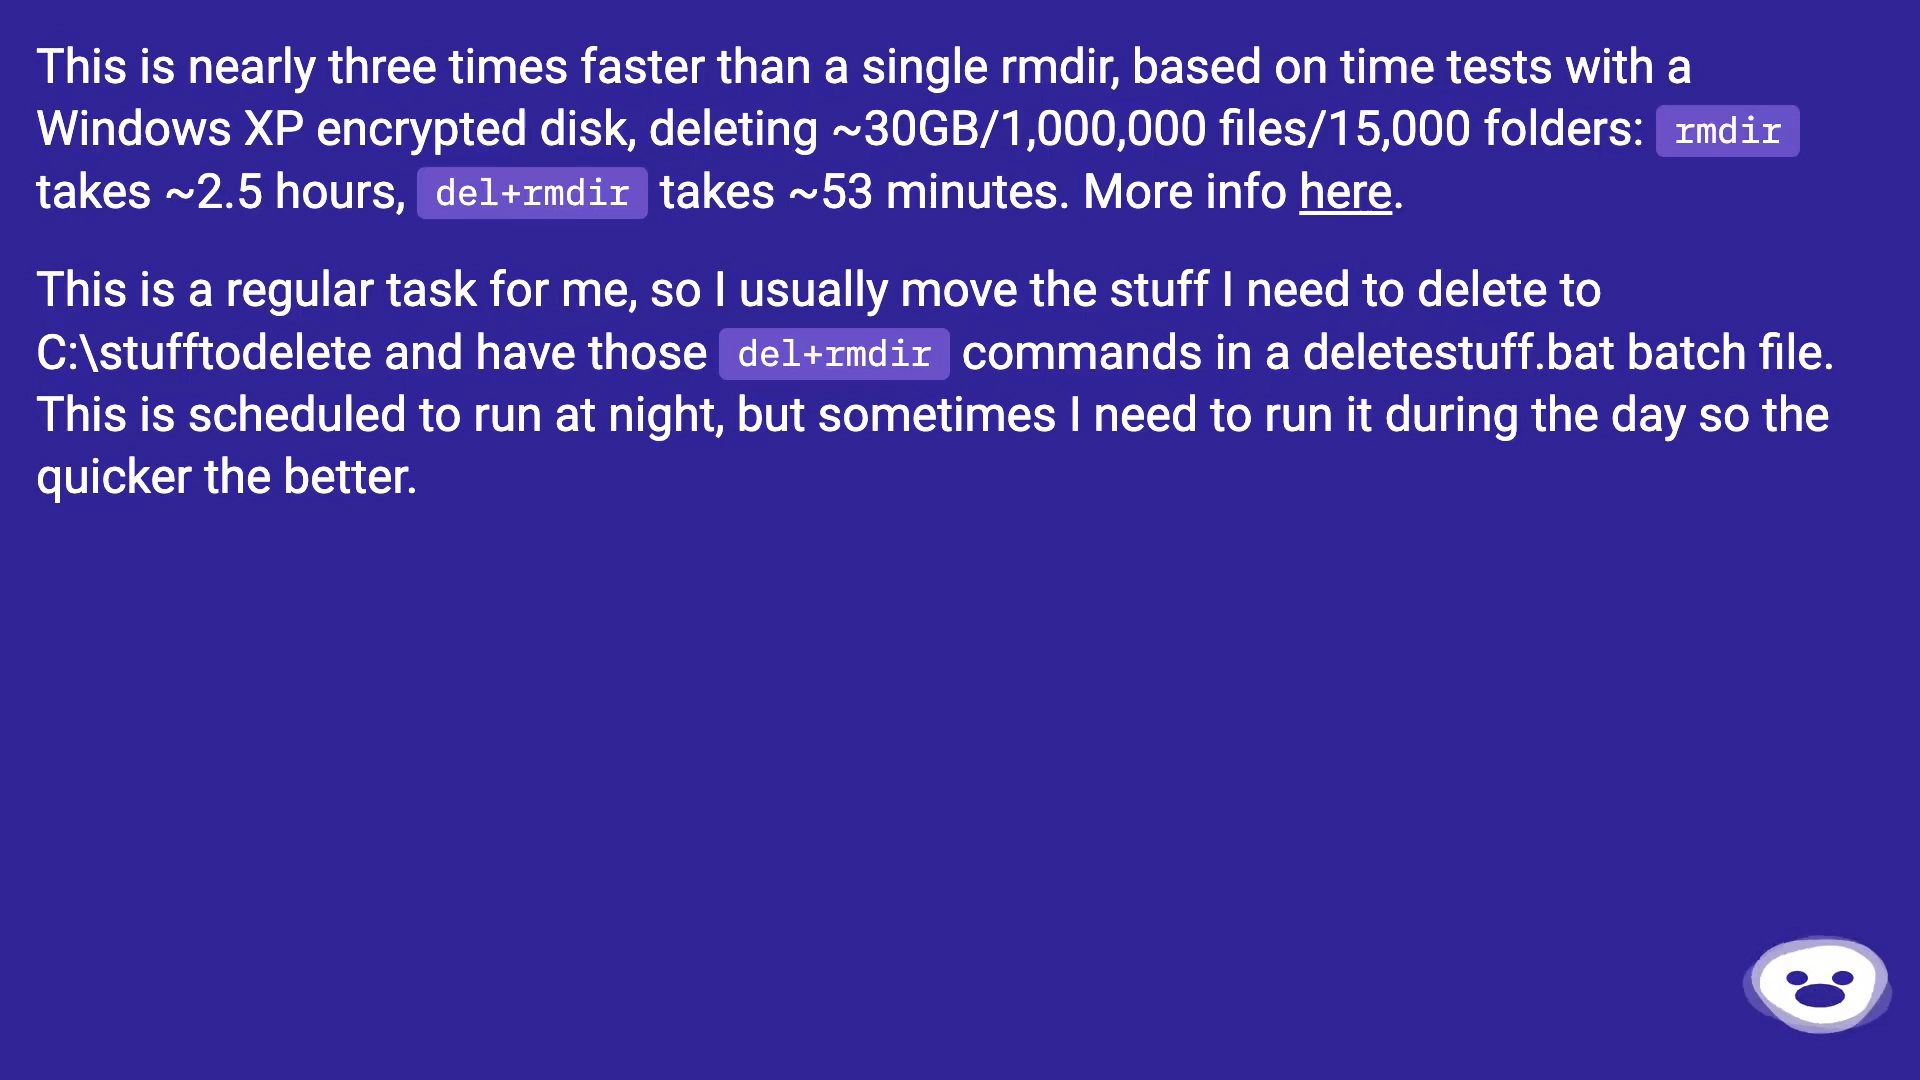 This is nearly three times faster than a single rmdir, based on time tests with a
Windows XP encrypted disk, deleting ~30GB/1,000,000 files/15,000 folders: rmdir
takes ~2.5 hours, del+rmdir takes ~53 minutes. More info here.
This is a regular task for me, so I usually move the stuff I need to delete to
C:\stufftodelete and have those del+rmdir commands in a deletestuff.bat batch file.
This is scheduled to run at night, but sometimes I need to run it during the day so the
quicker the better.